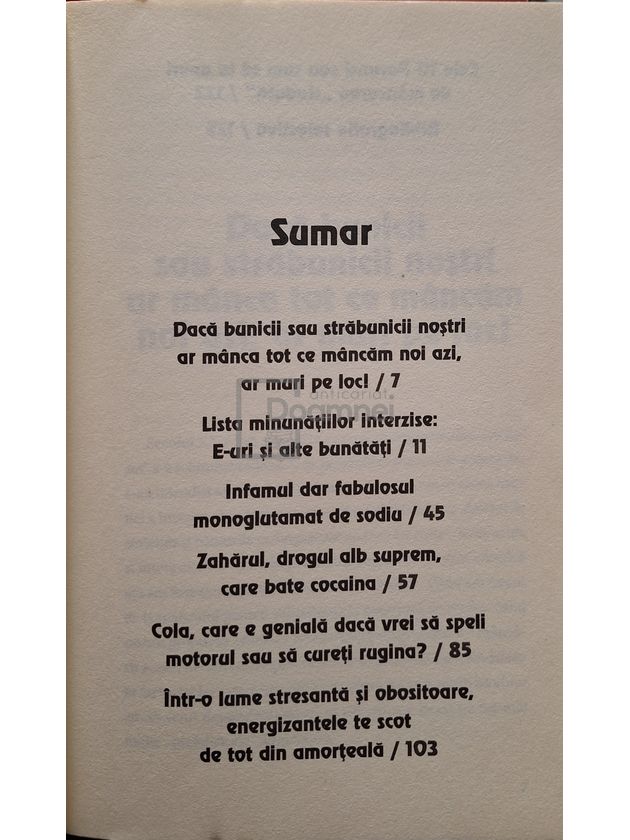 Sumar
Dacă bunicii sau străbunicii noștri
ar mânca tot ce mâncăm noi azi,
ar muri pe loc! / 7
anticariat
Doamnei
Lista minunățiilor interzise:
E-uri și alte bunătăți / 11
Infamul dar fabulosul
monoglutamat de sodiu / 45
Zahărul, drogul alb suprem,
care bate cocaina / 57
Cola, care e genială dacă vrei să speli
motorul sau să cureți rugina? / 85
Într-o lume stresantă și obositoare,
energizantele te scot
de tot din amorțeală / 103